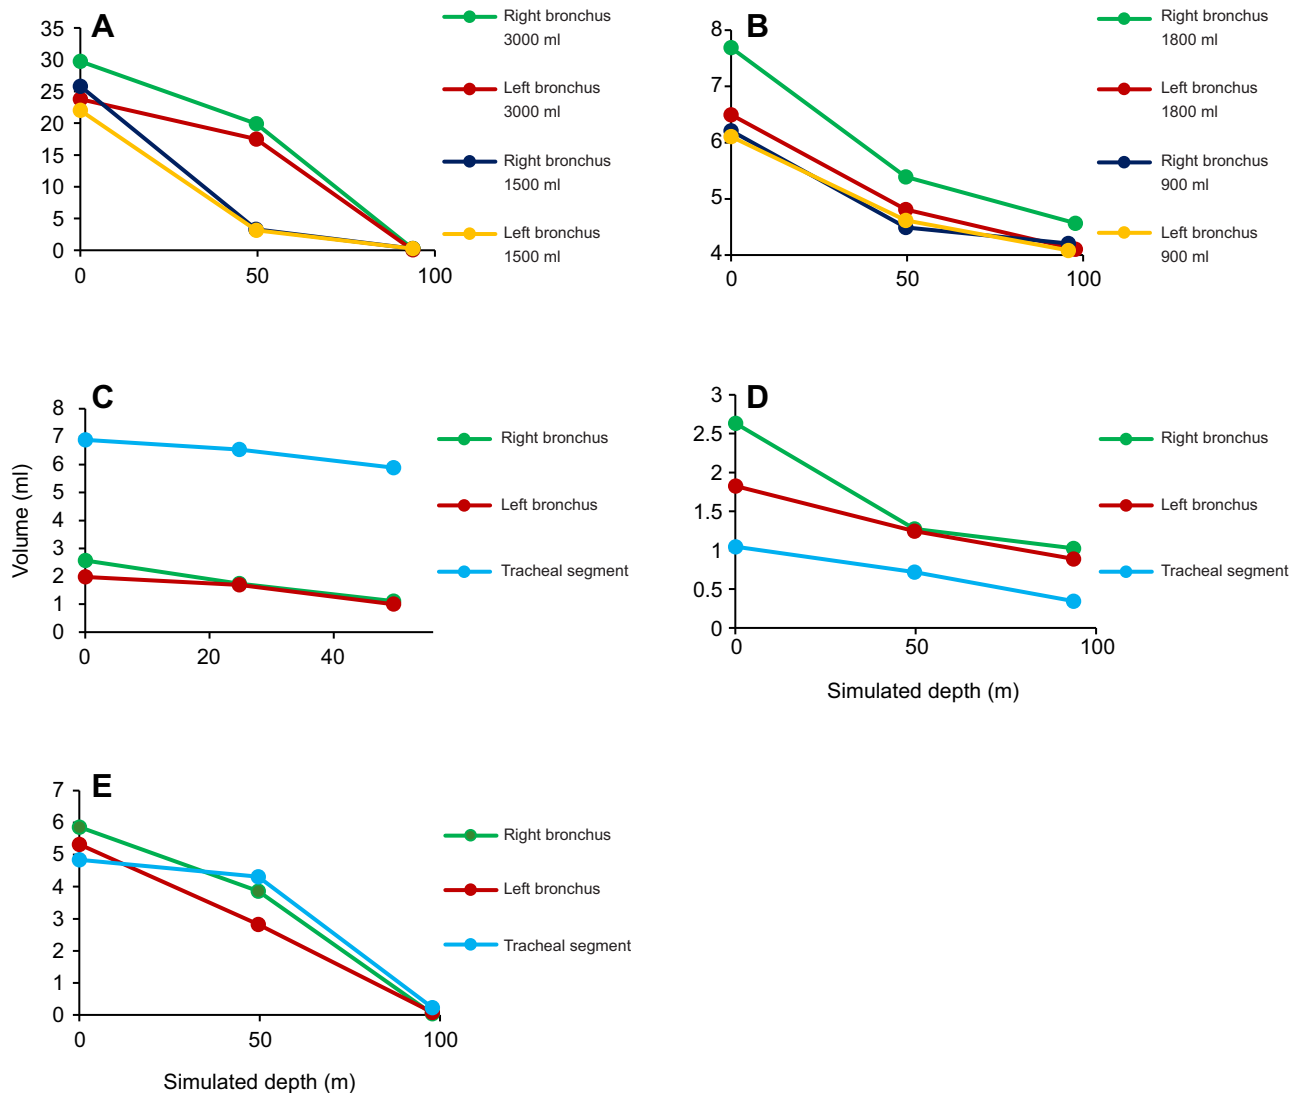 A
35
30
25
20
15
10
5
0
0
50
100
Right bronchus
3000 ml
Left bronchus
3000 ml
Right bronchus
1500 ml
Left bronchus
1500 ml
B
8
7
6
5
4
0
50
100
Right bronchus
1800 ml
Left bronchus
1800 ml
Right bronchus
900 ml
Left bronchus
900 ml
C
Volume (ml)
8
7
6
5
4
3
2
1
0
0
20
40
Right bronchus
Left bronchus
Tracheal segment
D
3
2.5
2
1.5
1
0.5
0
0
50
100
Simulated depth (m)
Right bronchus
Left bronchus
Tracheal segment
E
7
6
5
4
3
2
1
0
0
50
100
Simulated depth (m)
Right bronchus
Left bronchus
Tracheal segment